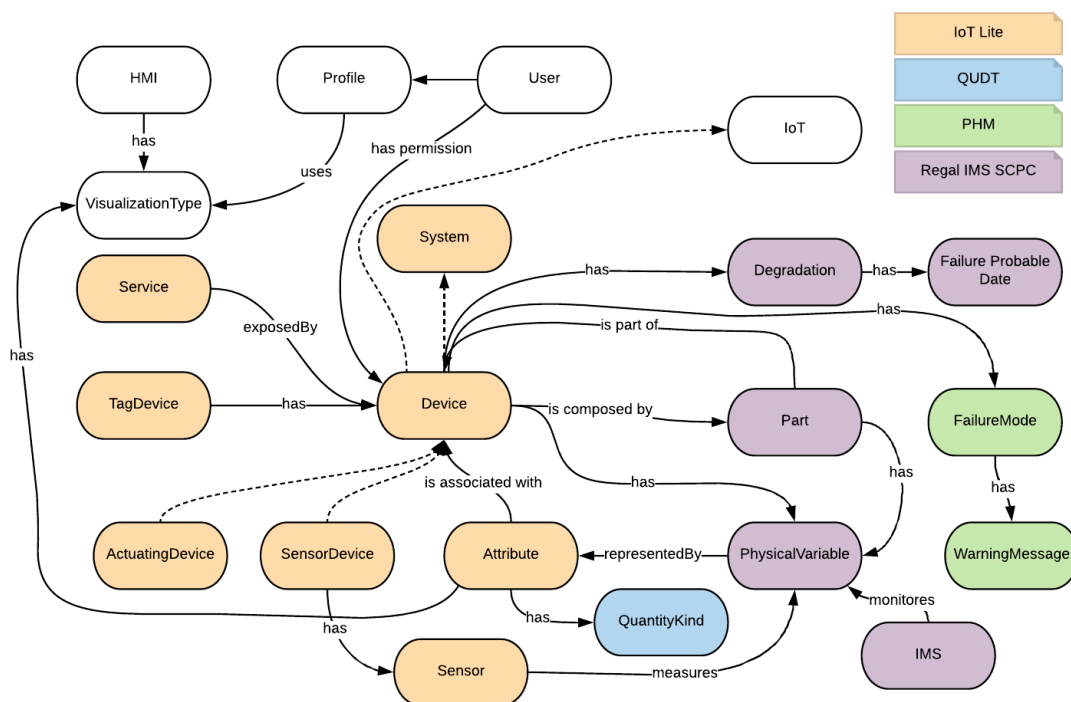 IoT Lite
HMI
Profile
User
QUDT
has
has permission
IoT
PHM
uses
Regal IMS SCPC
VisualizationType
System
Service
has
Degradation
has
Failure Probable
Date
exposedBy
has
is part of
has
TagDevice
has
Device
is composed by
Part
FailureMode
is associated with
has
has
has
ActuatingDevice
SensorDevice
Attribute
representedBy
PhysicalVariable
WarningMessage
monitores
has
QuantityKind
has
IMS
Sensor
measures